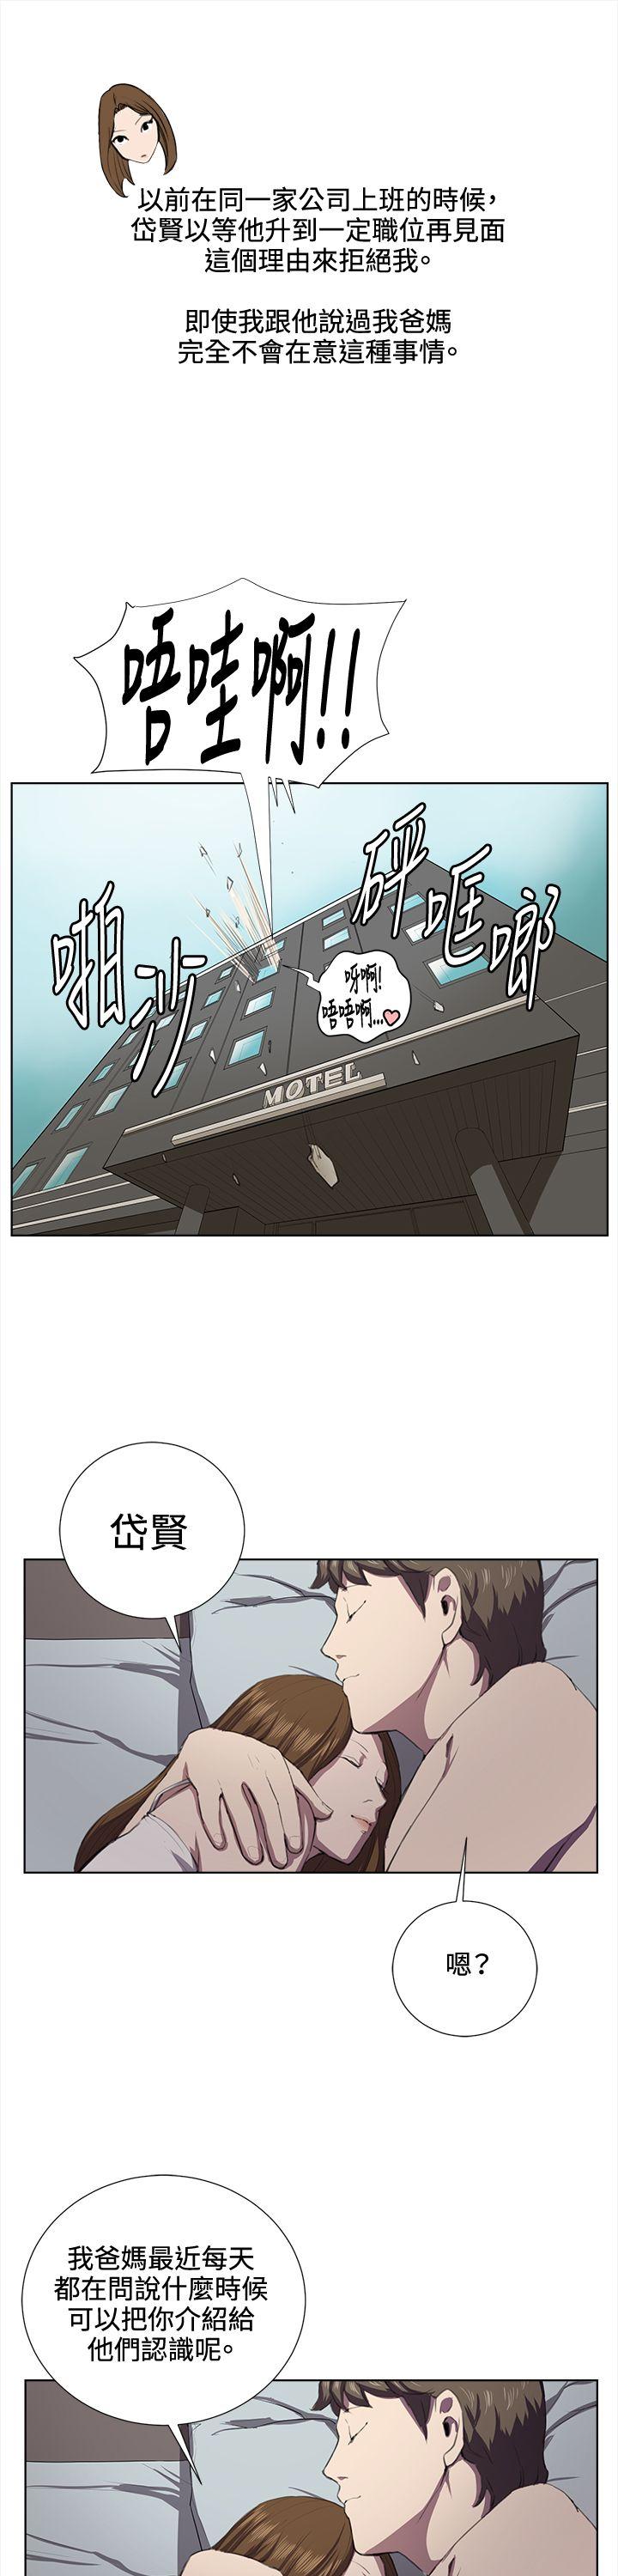 以前在同一家公司上班的時候,
岱賢以等他升到一定職位再見面
這個理由來拒絕我。
即使我跟他說過我爸媽
完全不會在意這種事情。
唔哇啊!!
砰哐啷
啪沙
呀啊!
唔唔啊...
MOTEL
岱賢
嗯?
我爸媽最近每天
都在問說什麼時候
可以把你介紹給
他們認識呢。